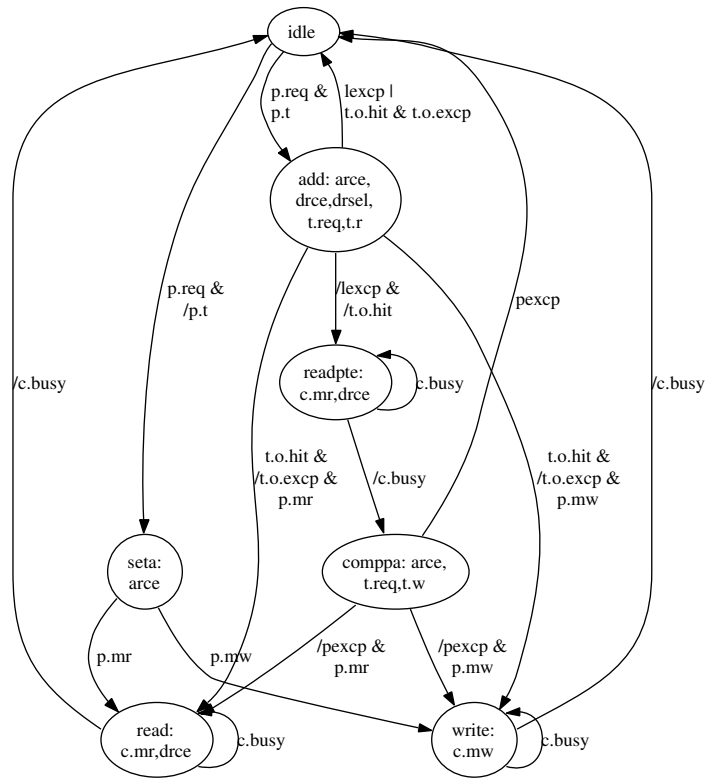 idle
p.req &
p.t
lexcp |
t.o.hit & t.o.excp
add: arce,
drce,drsel,
t.req,t.r
p.req &
/p.t
/lexcp &
/t.o.hit
pexcp
readpte:
c.mr,drce
c.busy
/c.busy
/c.busy
t.o.hit &
/t.o.excp &
p.mr
/c.busy
t.o.hit &
/t.o.excp &
p.mw
seta:
arce
comppa: arce,
t.req,t.w
p.mr
p.mw
/pexcp &
p.mr
/pexcp &
p.mw
read:
c.mr,drce
c.busy
write:
c.mw
c.busy